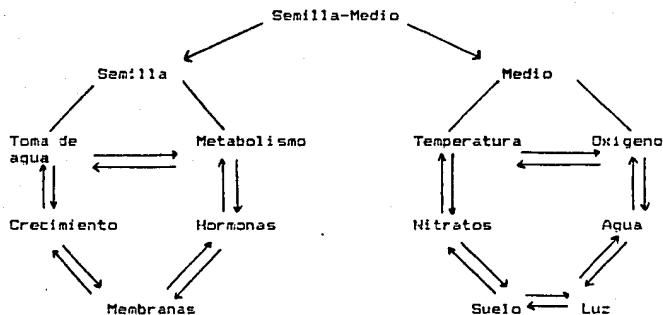 Semilla-Medio
Semilla Medio
Toma de agua Metabolismo Temperatura Oxigeno
Crecimiento Hormonas Nitratos Agua
Membranas Suelo Luz